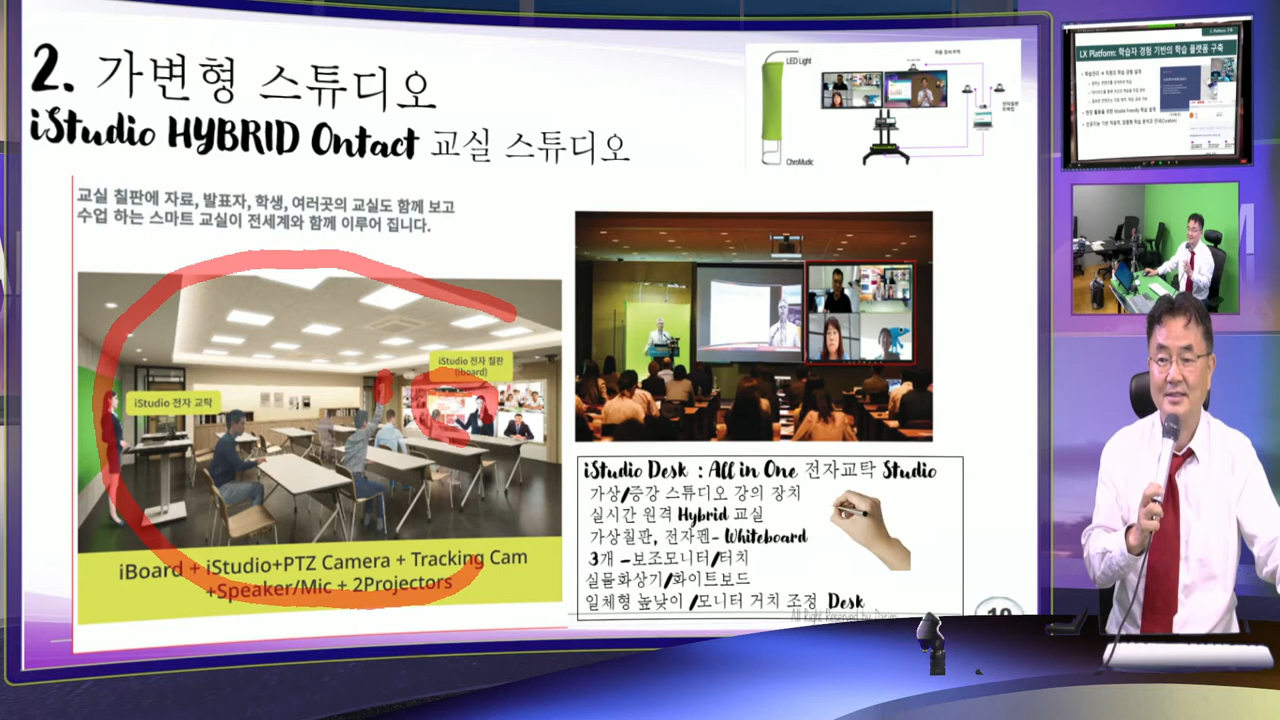 2. 가변형 스튜디오
iStudio HYBRID Ontact 교실 스튜디오
교실 칠판에 자료, 발표자, 학생, 여러곳의 교실도 함께 보고
수업 하는 스마트 교실이 전세계와 함께 이루어 집니다.
LED Light
ChroMadic
iStudio 전자 칠판
(iboard)
iStudio 전자 교탁
iBoard + iStudio+PTZ Camera + Tracking Cam
+Speaker/Mic + 2Projectors
iStudio Desk : All in One 전자교탁 Studio
가상/증강 스튜디오 강의 장치
실시간 원격 Hybrid 교실
가상칠판, 전자펜- Whiteboard
3개 -보조모니터/터치
실물화상기/화이트보드
일체형 높낮이 /모니터 거치 조정 Desk
All Right Reserved by Darim
LX Platform: 학습자 경험 기반의 학습 플랫폼 구축